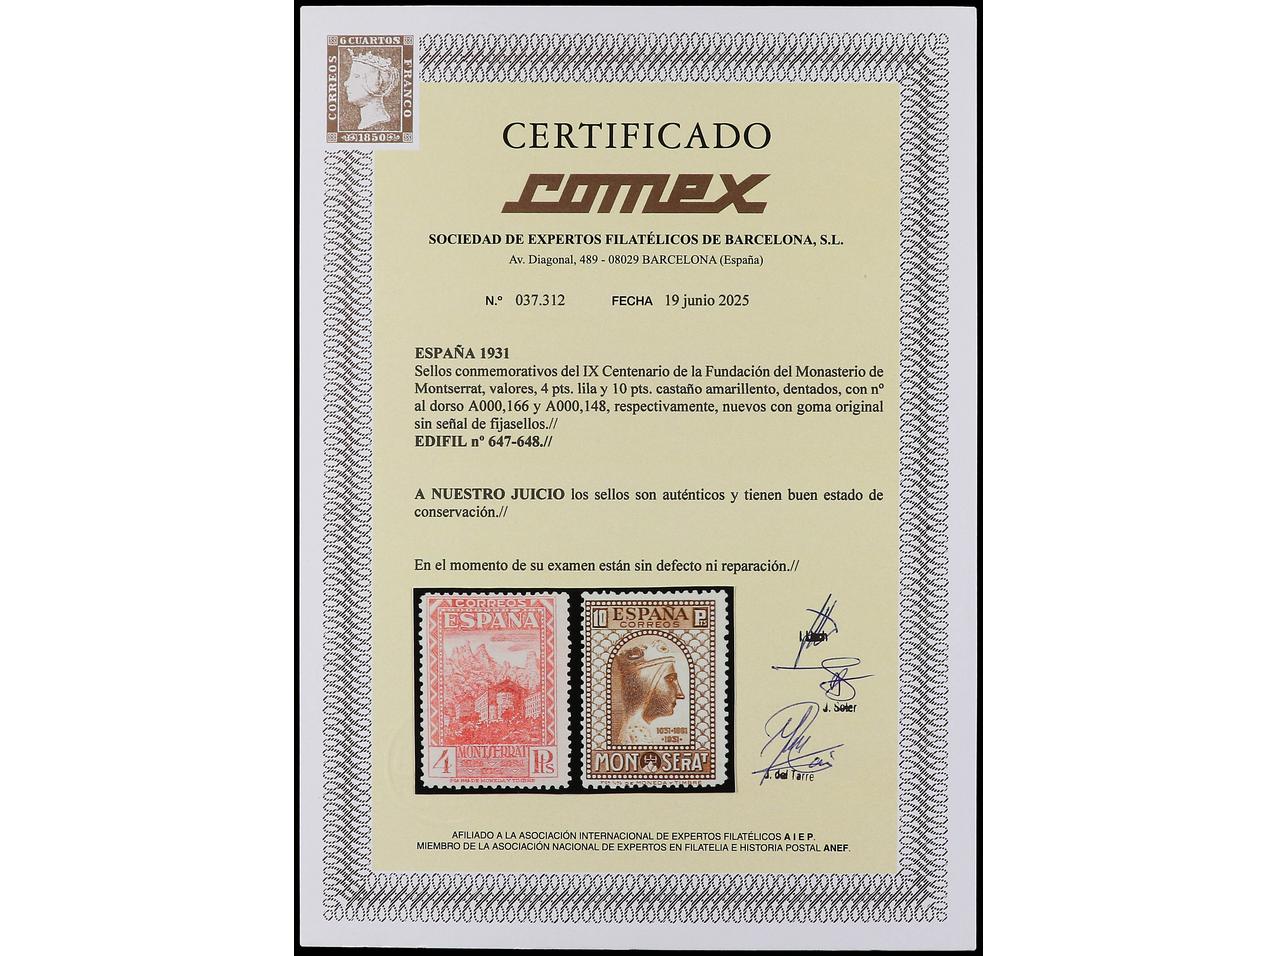 6 CUARTOS
CORREOS
FRANCO
1850
CERTIFICADO
comex
SOCIEDAD DE EXPERTOS FILATÉLICOS DE BARCELONA, S.L.
Av. Diagonal, 489 - 08029 BARCELONA (España)
N.º 037.312 FECHA 19 junio 2025
ESPAÑA 1931
Sellos conmemorativos del IX Centenario de la Fundación del Monasterio de
Montserrat, valores, 4 pts. lila y 10 pts. castaño amarillento, dentados, con nº
al dorso A000,166 y A000,148, respectivamente, nuevos con goma original
sin señal de fijasellos.//
EDIFIL nº 647-648.//
A NUESTRO JUICIO los sellos son auténticos y tienen buen estado de
conservación.//
En el momento de su examen están sin defecto ni reparación.//
CORREOS
ESPAÑA
MONTSERRAT
4 Pts
10 ESPAÑA Ps
CORREOS
1031·1881
·1931·
MONTSERAT
J. Soler
J. del Tarre
AFILIADO A LA ASOCIACIÓN INTERNACIONAL DE EXPERTOS FILATÉLICOS A I E P.
MIEMBRO DE LA ASOCIACIÓN NACIONAL DE EXPERTOS EN FILATELIA E HISTORIA POSTAL ANEF.